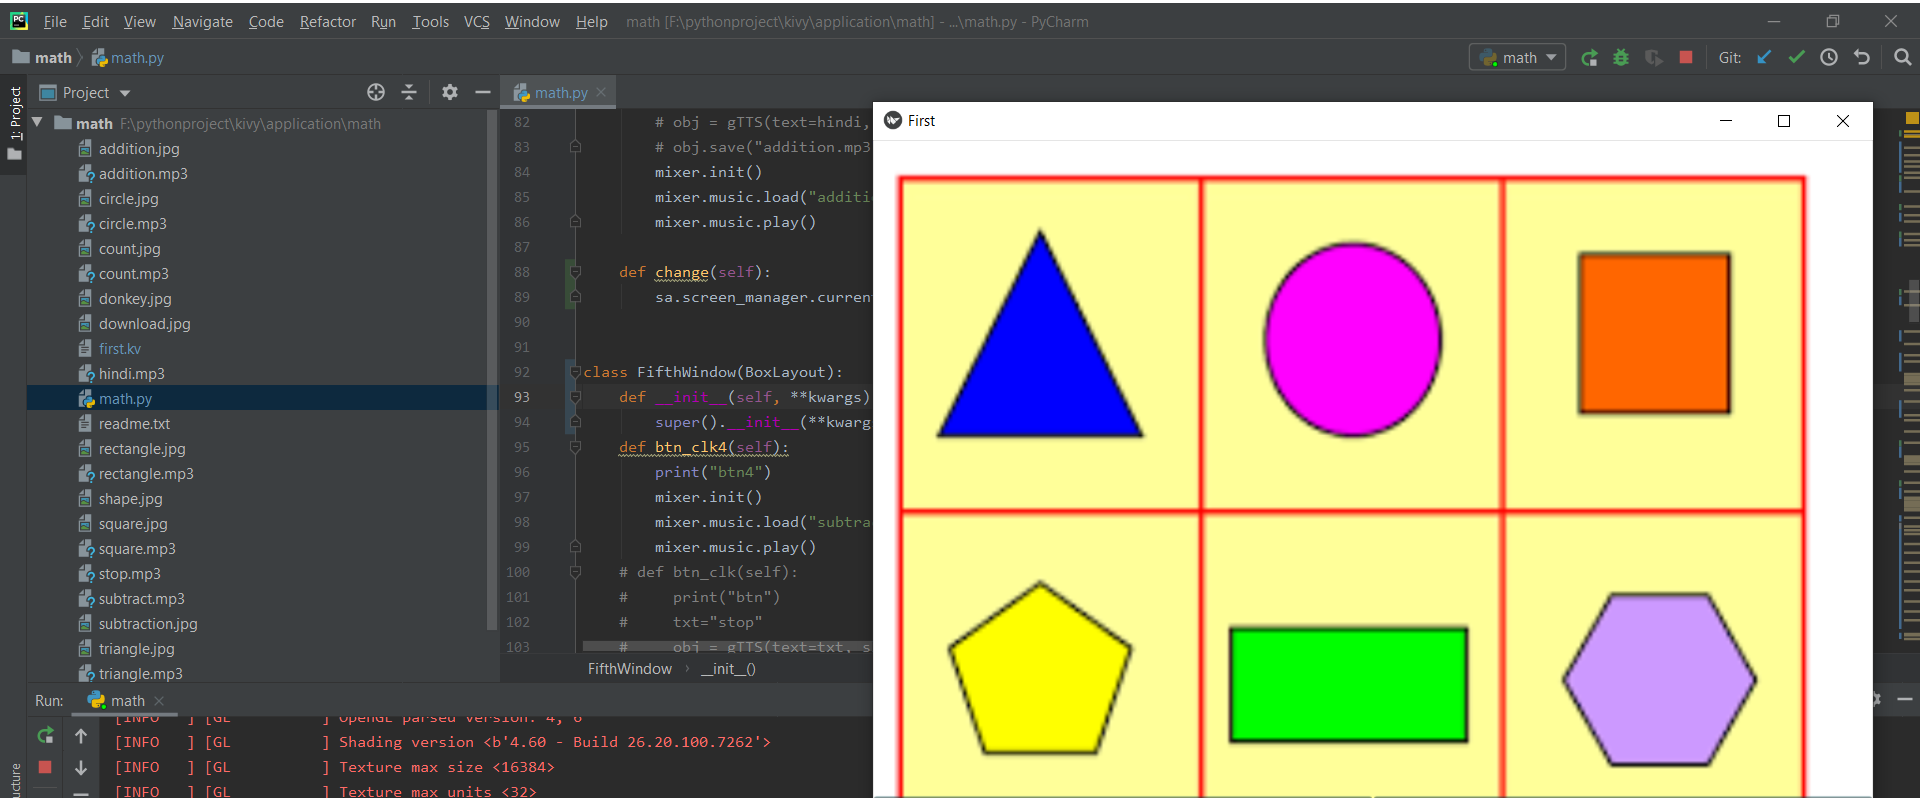 File Edit View Navigate Code Refactor Run Tools VCS Window Help math [F:\pythonproject\kivy\application\math] - ...\math.py - PyCharm
math math.py
math Git:
1: Project
Project
math.py
math F:\pythonproject\kivy\application\math
addition.jpg
addition.mp3
circle.jpg
circle.mp3
count.jpg
count.mp3
donkey.jpg
download.jpg
first.kv
hindi.mp3
math.py
readme.txt
rectangle.jpg
rectangle.mp3
shape.jpg
square.jpg
square.mp3
stop.mp3
subtract.mp3
subtraction.jpg
triangle.jpg
triangle.mp3
82 # obj = gTTS(text=hindi,
83 # obj.save("addition.mp3
84 mixer.init()
85 mixer.music.load("additi
86 mixer.music.play()
87
88 def change(self):
89 sa.screen_manager.current
90
91
92 class FifthWindow(BoxLayout):
93 def __init__(self, **kwargs)
94 super().__init__(**kwarg
95 def btn_clk4(self):
96 print("btn4")
97 mixer.init()
98 mixer.music.load("subtra
99 mixer.music.play()
100 # def btn_clk(self):
101 # print("btn")
102 # txt="stop"
103 # obj = gTTS(text=txt, s
FifthWindow __init__()
First
Run: math
[INFO ] [GL ] OpenGL parsed version: 4, 6
[INFO ] [GL ] Shading version <b'4.60 - Build 26.20.100.7262'>
[INFO ] [GL ] Texture max size <16384>
[INFO ] [GL ] Texture max units <32>
ucture